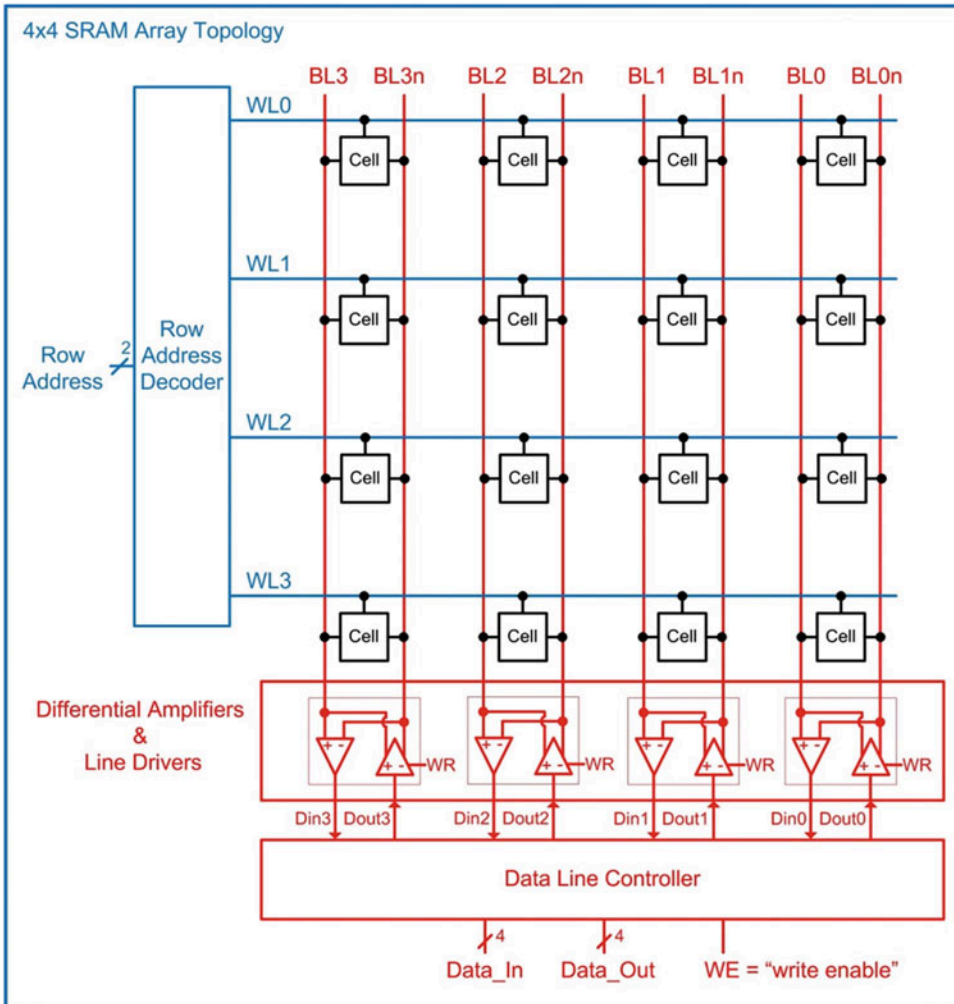 4x4 SRAM Array Topology
BL3 BL3n BL2 BL2n BL1 BL1n BL0 BL0n
WL0
Cell Cell Cell Cell
WL1
Cell Cell Cell Cell
Row
Address
2
Row
Address
Decoder
WL2
Cell Cell Cell Cell
WL3
Cell Cell Cell Cell
Differential Amplifiers
&
Line Drivers
+ - + - WR + - + - WR + - + - WR + - + - WR
Din3 Dout3 Din2 Dout2 Din1 Dout1 Din0 Dout0
Data Line Controller
4 4
Data_In Data_Out WE = “write enable”